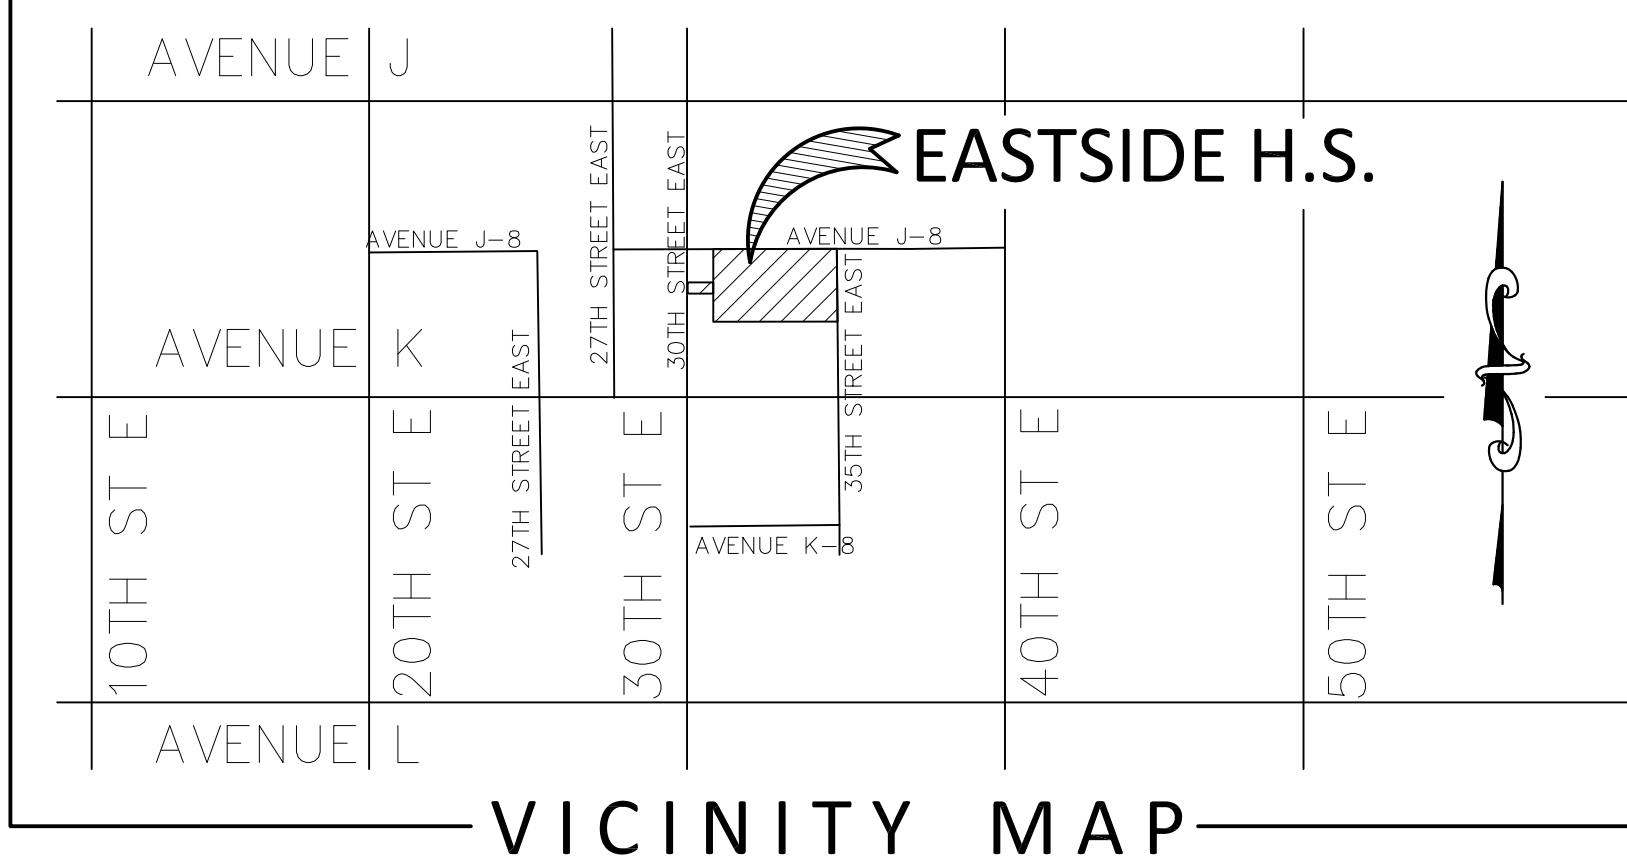 AVENUE J
EASTSIDE H.S.
27TH STREET EAST
30TH STREET EAST
AVENUE J-8
AVENUE J-8
35TH STREET EAST
AVENUE K
27TH STREET EAST
10TH ST E
20TH ST E
30TH ST E
40TH ST E
50TH ST E
AVENUE K-8
AVENUE L
VICINITY MAP